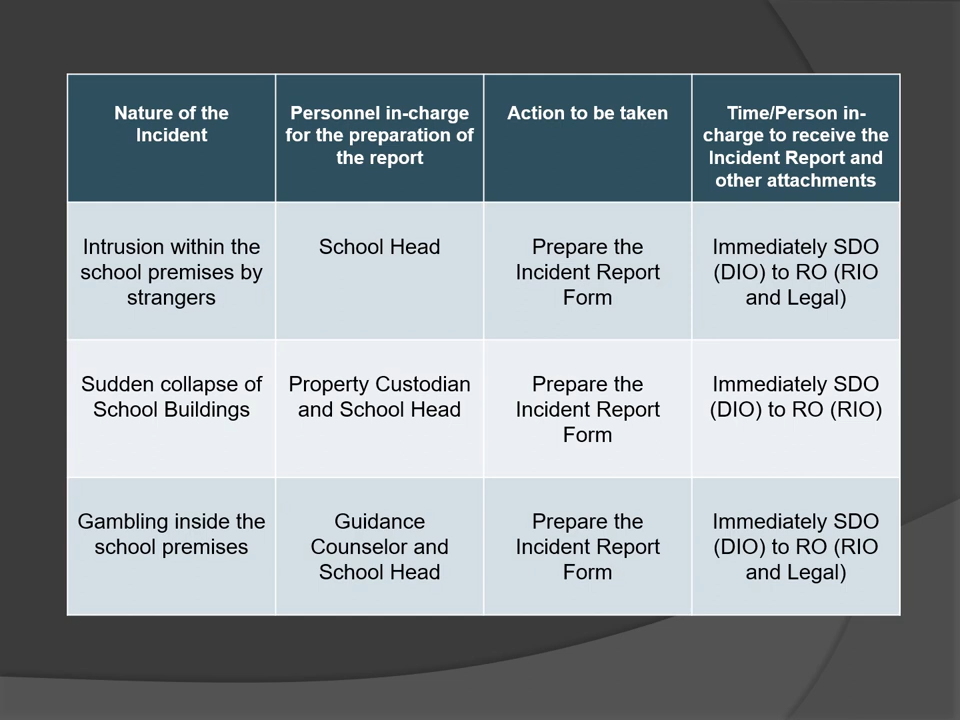 Nature of the
Incident
Personnel in-charge
for the preparation of
the report
Action to be taken
Time/Person in-
charge to receive the
Incident Report and
other attachments
Intrusion within the
school premises by
strangers
School Head
Prepare the
Incident Report
Form
Immediately SDO
(DIO) to RO (RIO
and Legal)
Sudden collapse of
School Buildings
Property Custodian
and School Head
Prepare the
Incident Report
Form
Immediately SDO
(DIO) to RO (RIO)
Gambling inside the
school premises
Guidance
Counselor and
School Head
Prepare the
Incident Report
Form
Immediately SDO
(DIO) to RO (RIO
and Legal)